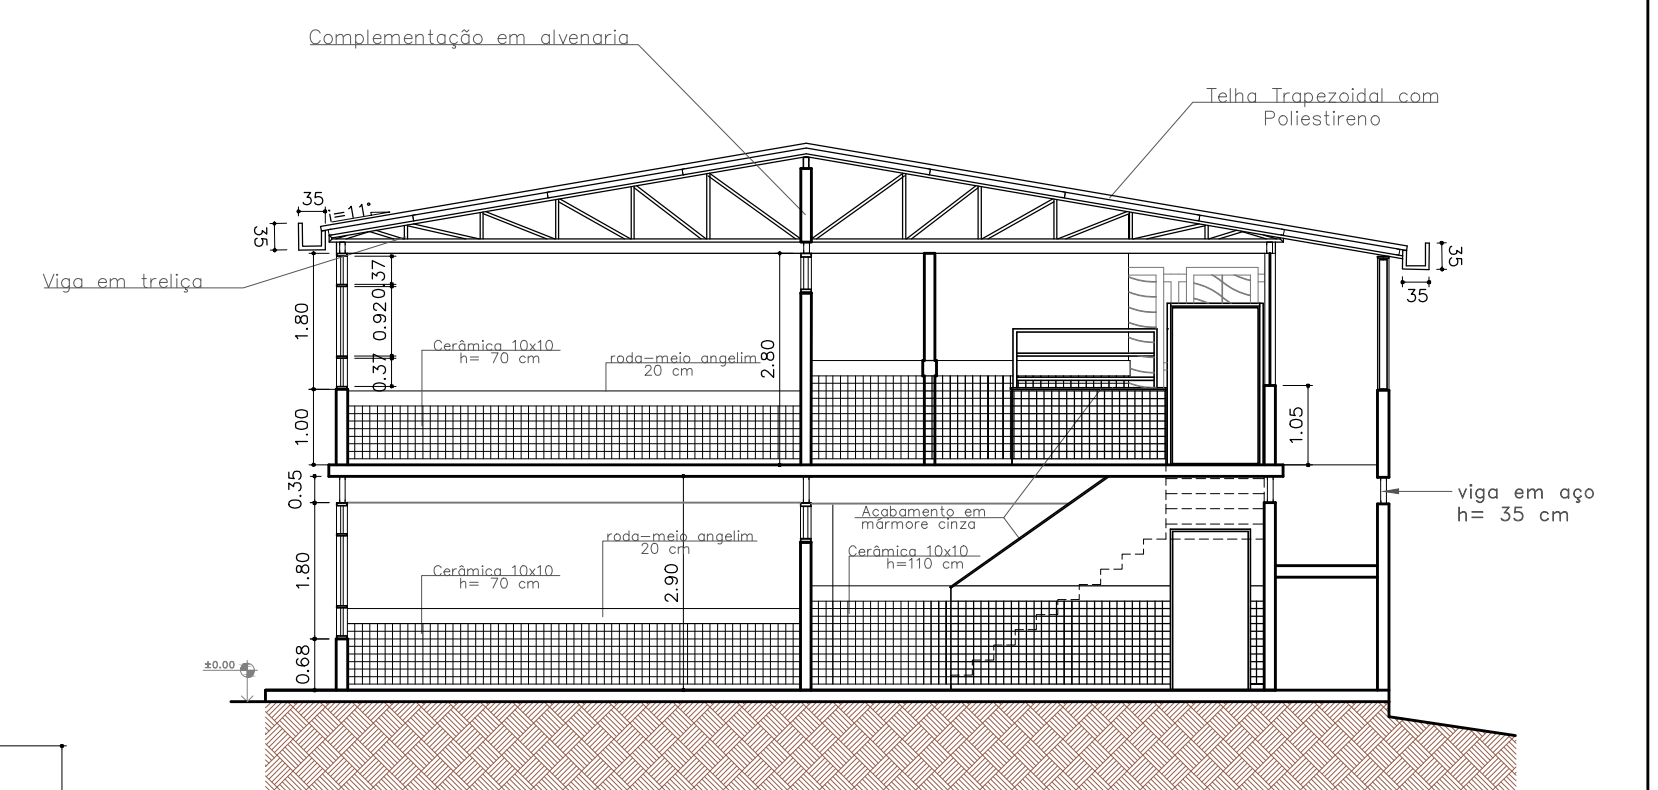 Complementação em alvenaria
Telha Trapezoidal com
Poliestireno
35
i=11°
35
35
35
Viga em treliça
0.37
1.80
0.92
0.37
Cerâmica 10x10
h= 70 cm
roda-meio angelim
20 cm
2.80
1.00
1.05
0.35
viga em aço
h= 35 cm
Acabamento em
mármore cinza
roda-meio angelim
20 cm
Cerâmica 10x10
h=110 cm
1.80
Cerâmica 10x10
h= 70 cm
2.90
0.68
±0.00